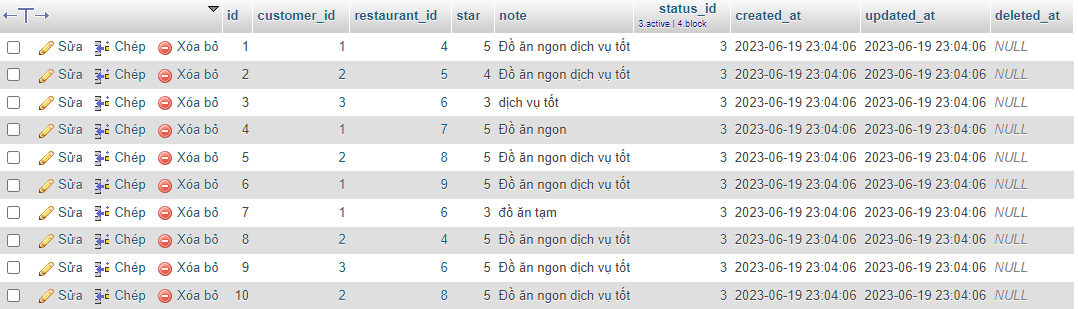 ←T→ id customer_id restaurant_id star note status_id created_at updated_at deleted_at
3.active | 4.block
Sửa Chép Xóa bỏ 1 1 4 5 Đồ ăn ngon dịch vụ tốt 3 2023-06-19 23:04:06 2023-06-19 23:04:06 NULL
Sửa Chép Xóa bỏ 2 2 5 4 Đồ ăn ngon dịch vụ tốt 3 2023-06-19 23:04:06 2023-06-19 23:04:06 NULL
Sửa Chép Xóa bỏ 3 3 6 3 dịch vụ tốt 3 2023-06-19 23:04:06 2023-06-19 23:04:06 NULL
Sửa Chép Xóa bỏ 4 1 7 5 Đồ ăn ngon 3 2023-06-19 23:04:06 2023-06-19 23:04:06 NULL
Sửa Chép Xóa bỏ 5 2 8 5 Đồ ăn ngon dịch vụ tốt 3 2023-06-19 23:04:06 2023-06-19 23:04:06 NULL
Sửa Chép Xóa bỏ 6 1 9 5 Đồ ăn ngon dịch vụ tốt 3 2023-06-19 23:04:06 2023-06-19 23:04:06 NULL
Sửa Chép Xóa bỏ 7 1 6 3 đồ ăn tạm 3 2023-06-19 23:04:06 2023-06-19 23:04:06 NULL
Sửa Chép Xóa bỏ 8 2 4 5 Đồ ăn ngon dịch vụ tốt 3 2023-06-19 23:04:06 2023-06-19 23:04:06 NULL
Sửa Chép Xóa bỏ 9 3 6 5 Đồ ăn ngon dịch vụ tốt 3 2023-06-19 23:04:06 2023-06-19 23:04:06 NULL
Sửa Chép Xóa bỏ 10 2 8 5 Đồ ăn ngon dịch vụ tốt 3 2023-06-19 23:04:06 2023-06-19 23:04:06 NULL